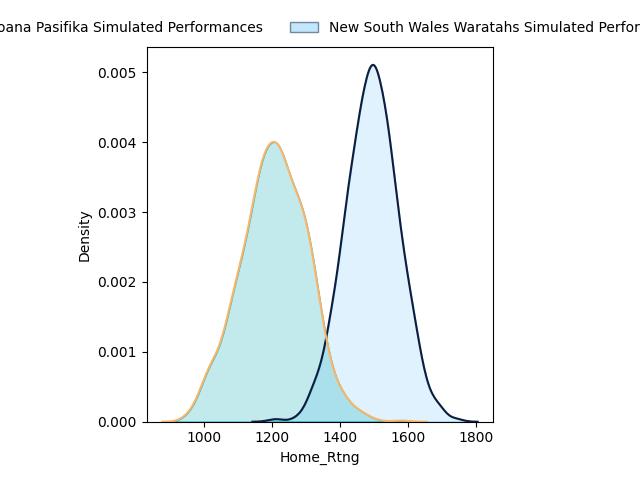 oana Pasifika Simulated Performances New South Wales Waratahs Simulated Perfor
0.005
0.004
0.003
0.002
0.001
0.000
Density
1000 1200 1400 1600 1800
Home_Rtng